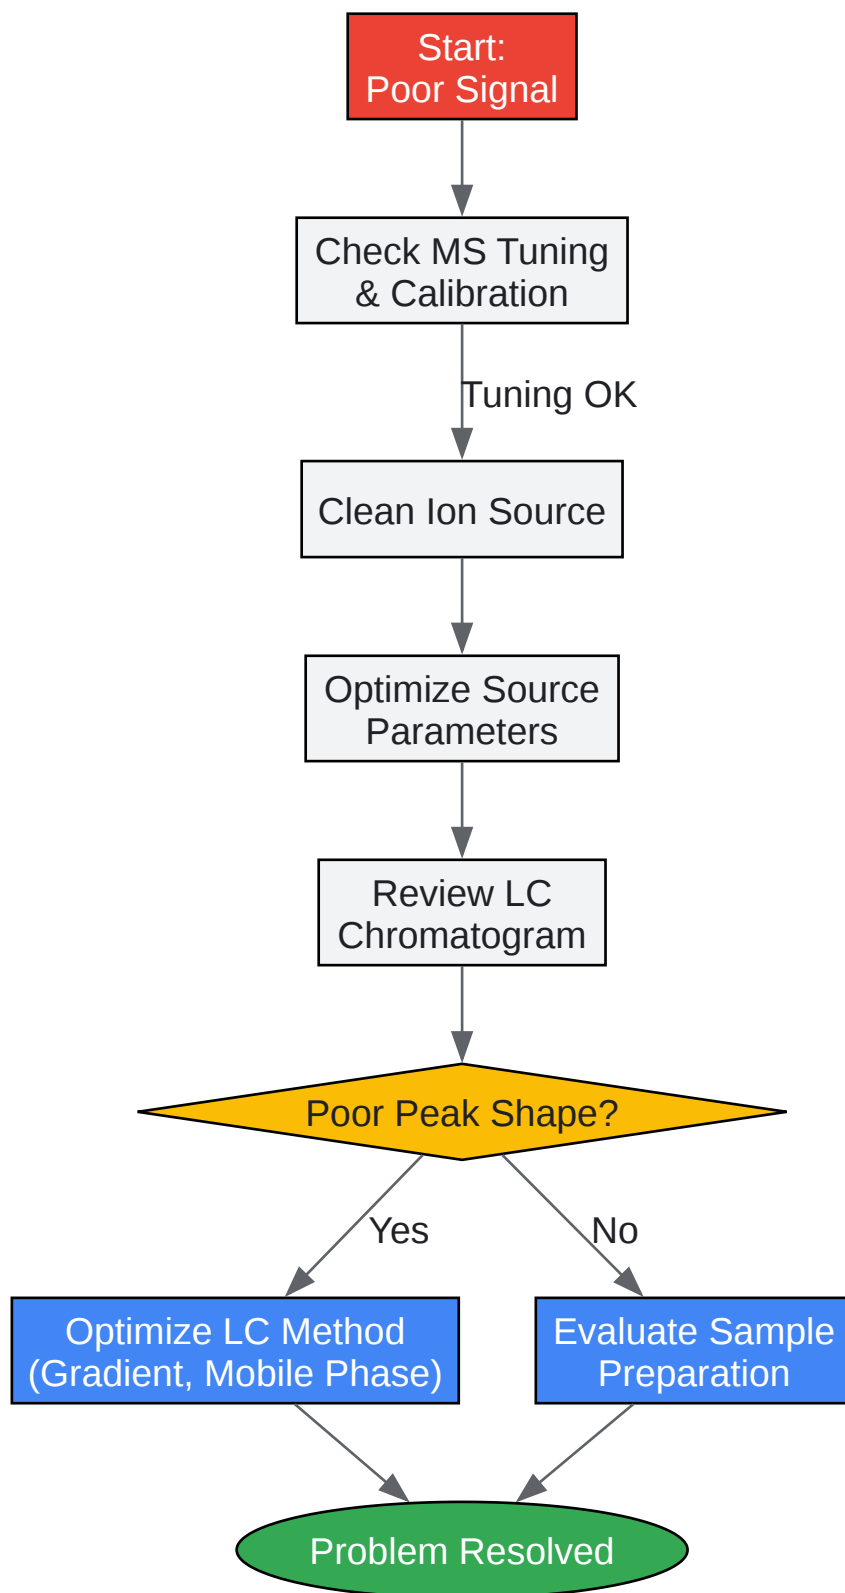 Start:
Poor Signal
Check MS Tuning
& Calibration
Tuning OK
Clean Ion Source
Optimize Source
Parameters
Review LC
Chromatogram
Poor Peak Shape?
Yes
No
Optimize LC Method
(Gradient, Mobile Phase)
Evaluate Sample
Preparation
Problem Resolved